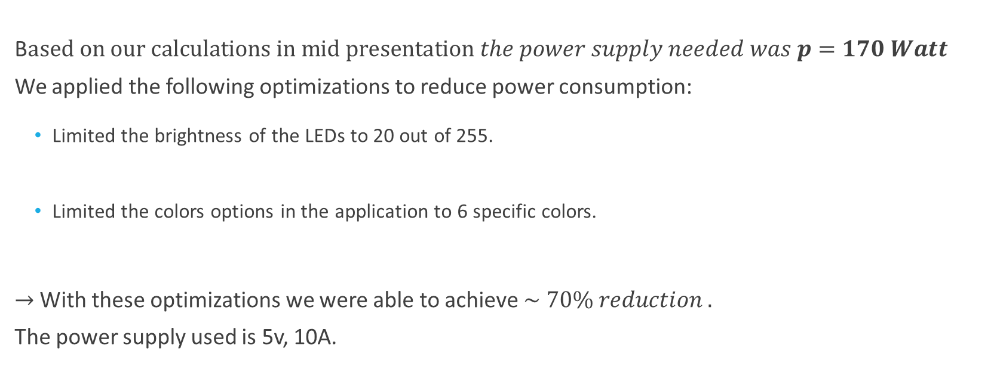 Based on our calculations in mid presentation the power supply needed was p = 170 Watt
We applied the following optimizations to reduce power consumption:
• Limited the brightness of the LEDs to 20 out of 255.
• Limited the colors options in the application to 6 specific colors.
→ With these optimizations we were able to achieve ~ 70% reduction .
The power supply used is 5v, 10A.